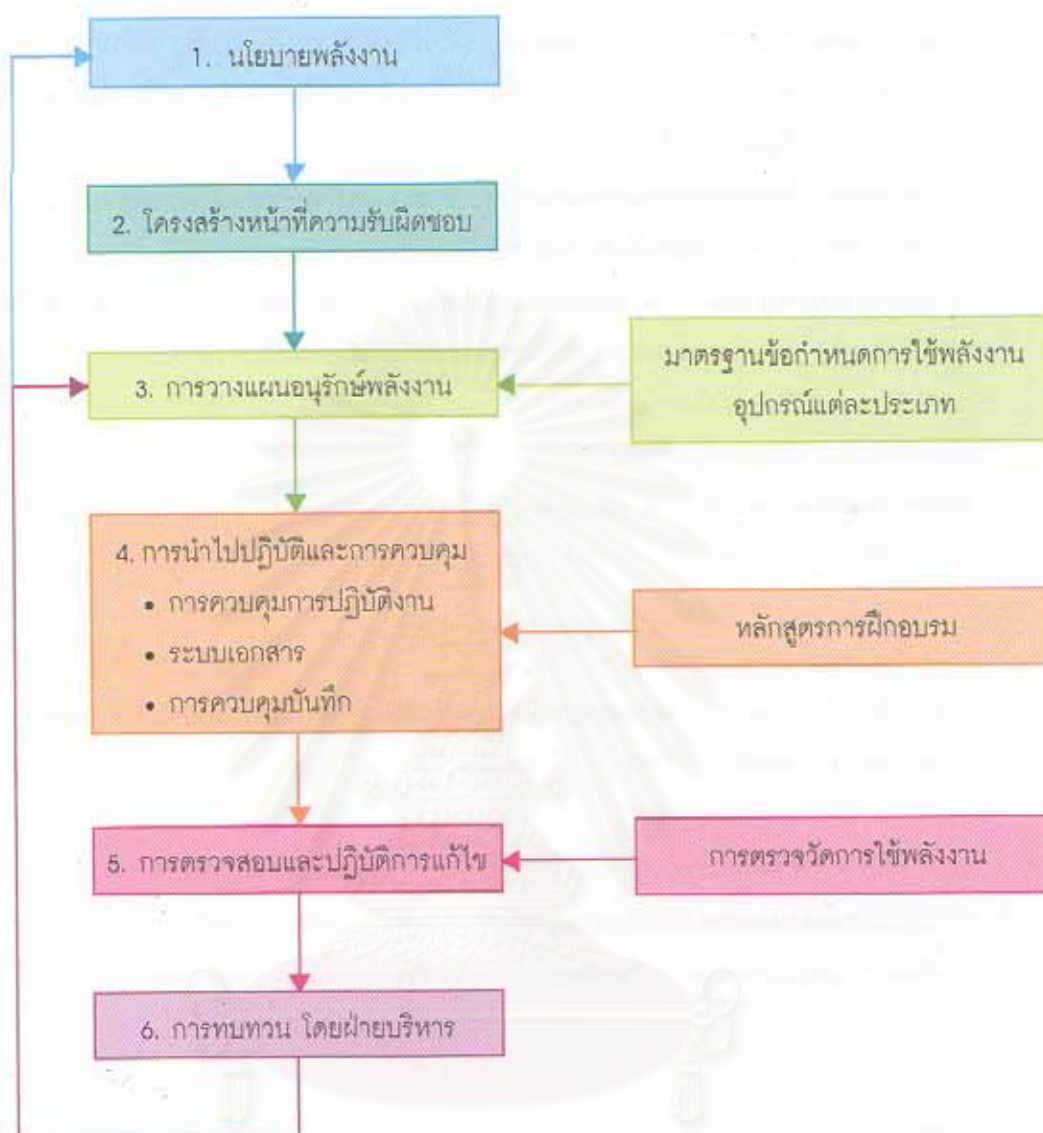 1. นโยบายพลังงาน
2. โครงสร้างหน้าที่ความรับผิดชอบ
3. การวางแผนอนุรักษ์พลังงาน
มาตรฐานข้อกำหนดการใช้พลังงาน
อุปกรณ์แต่ละประเภท
4. การนำไปปฏิบัติและการควบคุม
• การควบคุมการปฏิบัติงาน
• ระบบเอกสาร
• การควบคุมบันทึก
หลักสูตรการฝึกอบรม
5. การตรวจสอบและปฏิบัติการแก้ไข
การตรวจวัดการใช้พลังงาน
6. การทบทวน โดยฝ่ายบริหาร